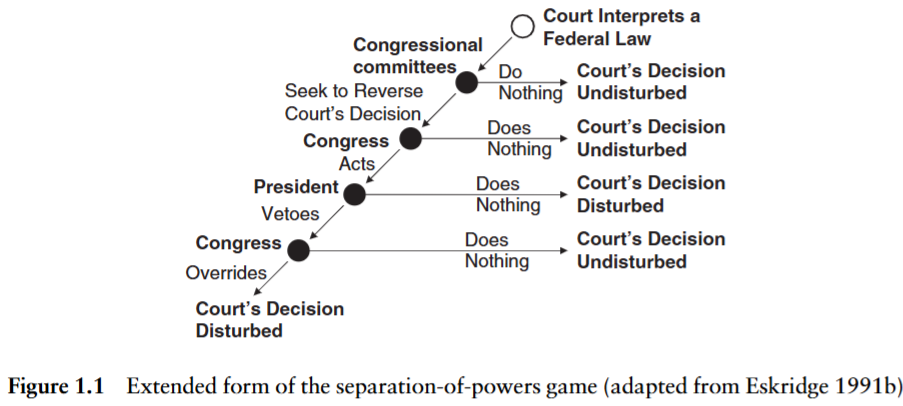 Court Interprets a
Federal Law
Congressional
committees
Do
Nothing
Court's Decision
Undisturbed
Seek to Reverse
Court's Decision
Congress
Does
Nothing
Court's Decision
Undisturbed
Acts
President
Does
Nothing
Court's Decision
Disturbed
Vetoes
Congress
Does
Nothing
Court's Decision
Undisturbed
Overrides
Court's Decision
Disturbed
Figure 1.1 Extended form of the separation-of-powers game (adapted from Eskridge 1991b)